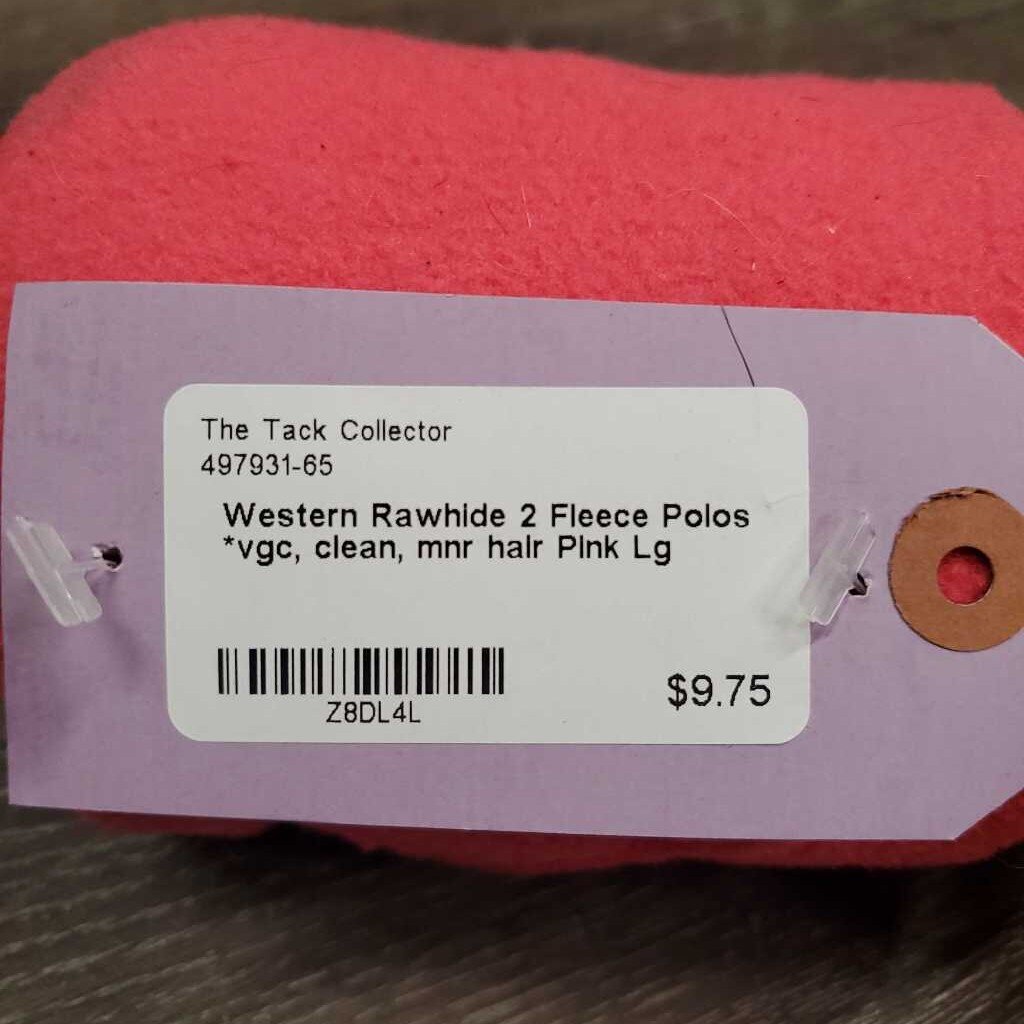 The Tack Collector
497931-65
Western Rawhide 2 Fleece Polos
*vgc, clean, mnr hair Pink Lg
Z8DL4L
$9.75